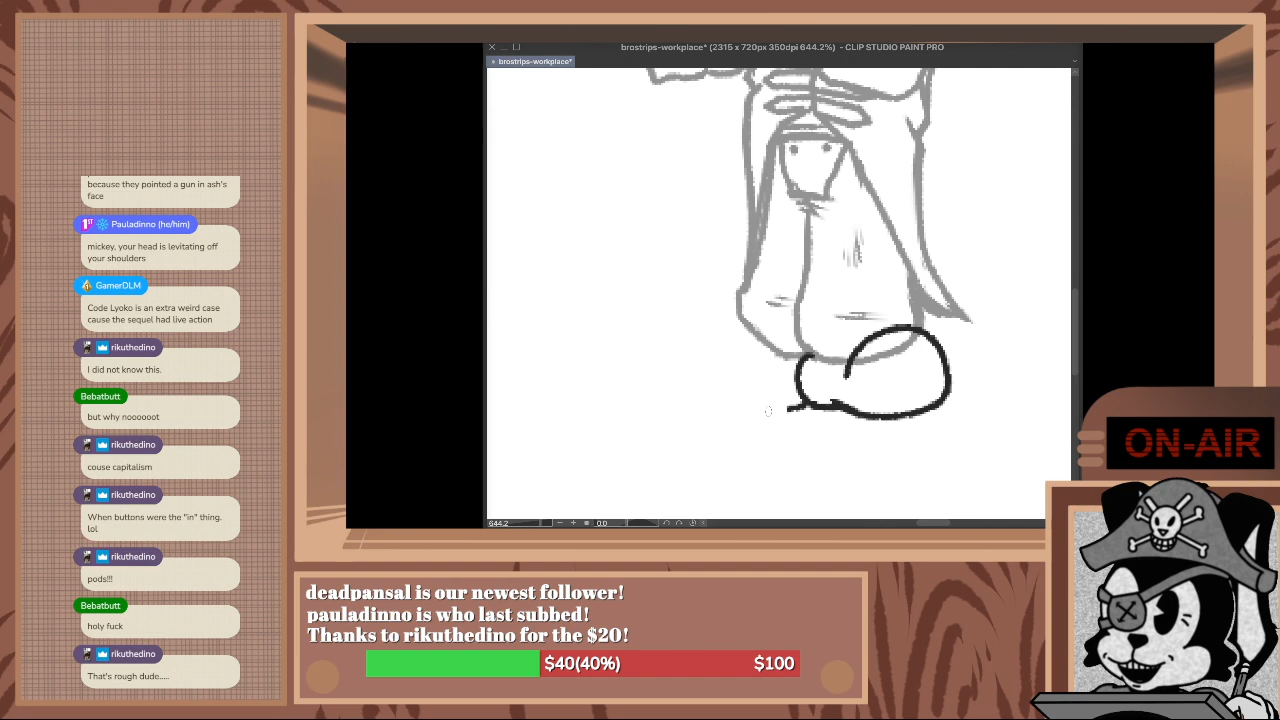 brostrips-workplace* (2315 x 720px 350dpi 644.2%) - CLIP STUDIO PAINT PRO
brostrips-workplace*
because they pointed a gun in ash's
face
1ST Pauladinno (he/him)
mickey, your head is levitating off
your shoulders
GamerDLM
Code Lyoko is an extra weird case
cause the sequel had live action
rikuthedino
I did not know this.
Bebatbutt
but why noooooot
rikuthedino
couse capitalism
rikuthedino
When buttons were the "in" thing.
lol
rikuthedino
pods!!!
Bebatbutt
holy fuck
rikuthedino
That's rough dude.....
644.2
0.0
ON-AIR
deadpansal is our newest follower!
pauladinno is who last subbed!
Thanks to rikuthedino for the $20!
$40(40%) $100